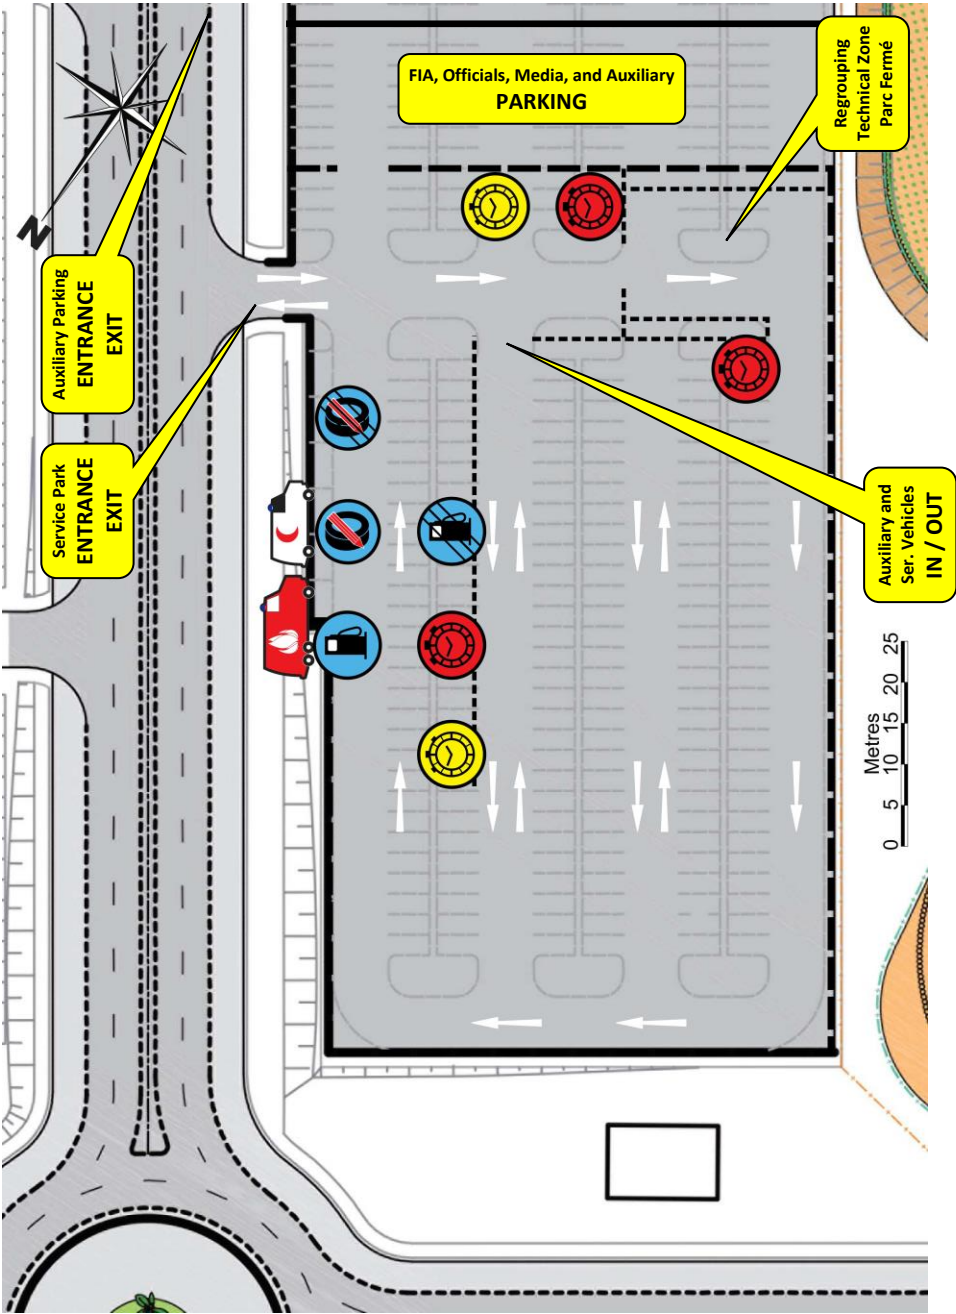 FIA, Officials, Media, and Auxiliary
PARKING
Regrouping
Technical Zone
Parc Fermé
N
Auxiliary Parking
ENTRANCE
EXIT
Service Park
ENTRANCE
EXIT
Auxiliary and
Ser. Vehicles
IN / OUT
Metres
0 5 10 15 20 25